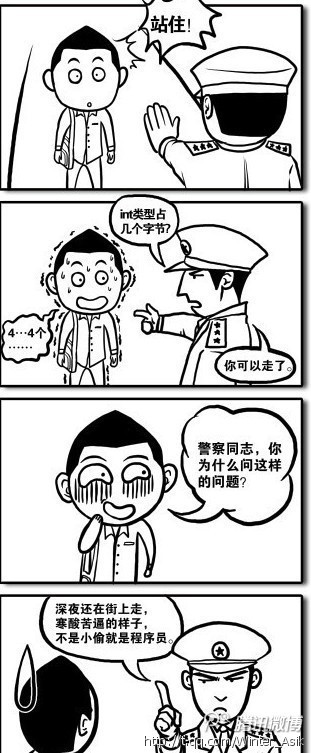 站住！
int类型占
几个字节？
4…4个
……
你可以走了。
警察同志，你
为什么问这样
的问题？
深夜还在街上走，
寒酸苦逼的样子，
不是小偷就是程序员。
腾讯微博
http://t.qq.com/Winter_Asik